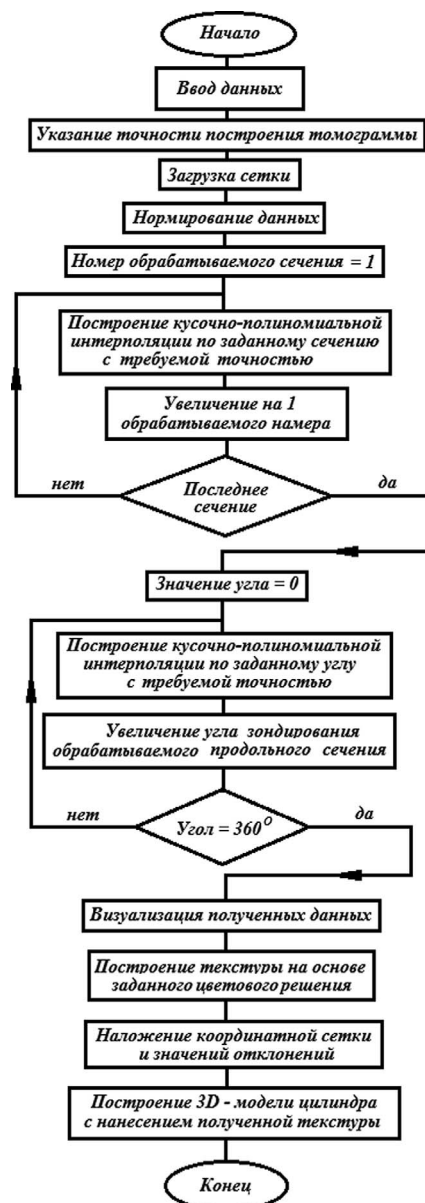 Начало
Ввод данных
Указание точности построения томограммы
Загрузка сетки
Нормирование данных
Номер обрабатываемого сечения = 1
Построение кусочно-полиномиальной
интерполяции по заданному сечению
с требуемой точностью
Увеличение на 1
обрабатываемого намера
нет
Последнее
сечение
да
Значение угла = 0
Построение кусочно-полиномиальной
интерполяции по заданному углу
с требуемой точностью
Увеличение угла зондирования
обрабатываемого продольного сечения
нет
Угол = 360°
да
Визуализация полученных данных
Построение текстуры на основе
заданного цветового решения
Наложение координатной сетки
и значений отклонений
Построение 3D - модели цилиндра
с нанесением полученной текстуры
Конец